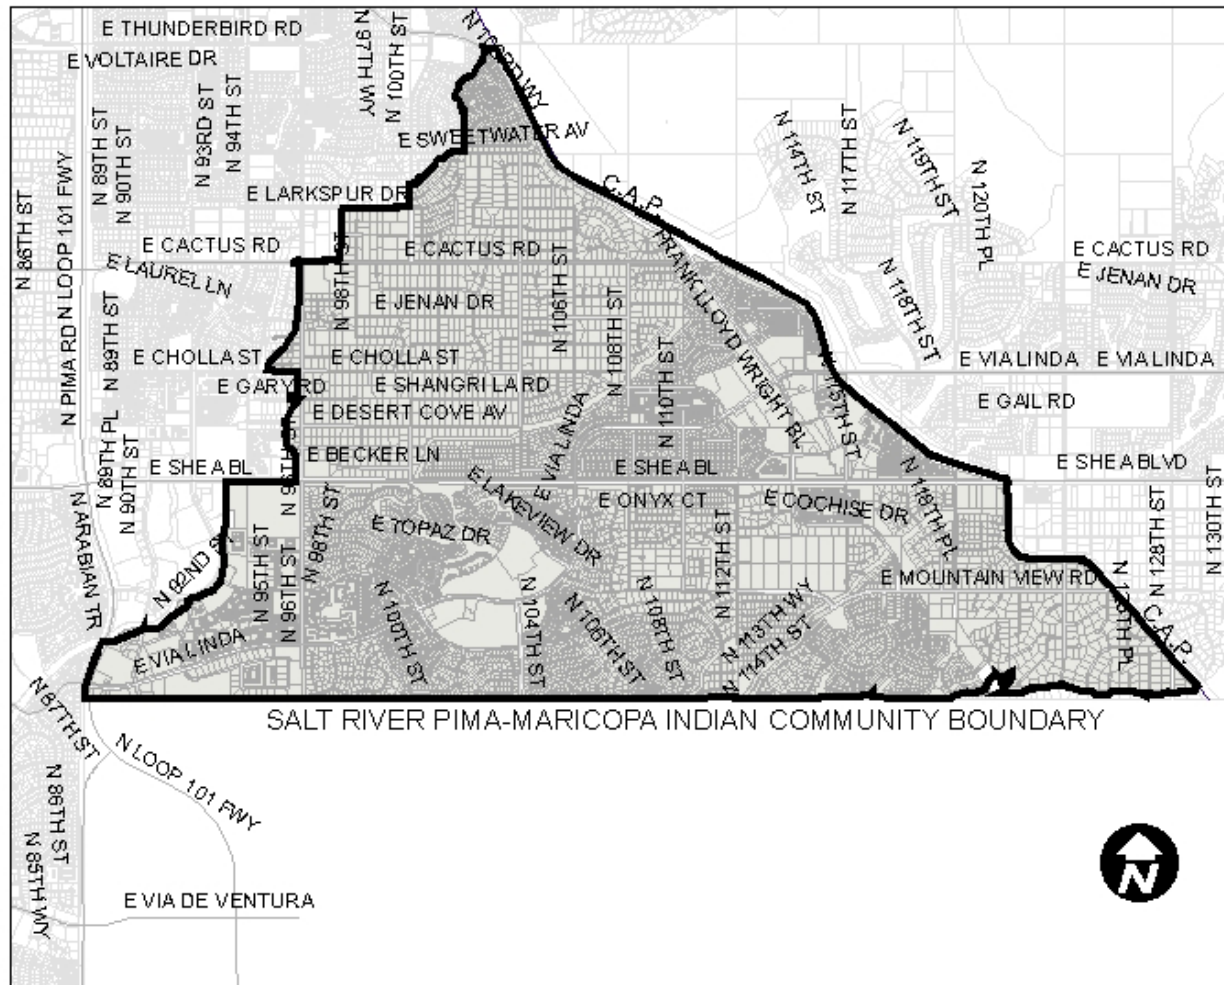 E THUNDERBIRD RD
E VOLTAIRE DR
N 97TH WY
N 100TH ST
N 103RD WY
N 93RD ST
N 94TH ST
N 89TH ST
N 90TH ST
E SWEETWATER AV
N 114TH ST
N 117TH ST
N 119TH ST
N 120TH PL
E LARKSPUR DR
C.A.P.
N 86TH ST
N PIMA RD N LOOP 101 FWY
E CACTUS RD
E CACTUS RD
E CACTUS RD
E LAUREL LN
N 98TH ST
E JENAN DR
E JENAN DR
N 106TH ST
N 108TH ST
FRANK LLOYD WRIGHT BL
N 118TH ST
N 89TH ST
E CHOLLA ST
E CHOLLA ST
E VIA LINDA
E VIA LINDA
E GARY RD
E SHANGRI LA RD
N 110TH ST
N 115TH ST
E DESERT COVE AV
E GAIL RD
N 89TH PL
N 90TH ST
N 96TH ST
E BECKER LN
E VIA LINDA
E SHEA BL
E SHEA BL
E SHEA BLVD
E LAKEVIEW DR
E ONYX CT
E COCHISE DR
N 118TH PL
N ARABIAN TR
N 98TH ST
E TOPAZ DR
N 112TH ST
N 128TH ST
N 130TH ST
N 92ND ST
N 95TH ST
N 96TH ST
E MOUNTAIN VIEW RD
N 100TH ST
N 104TH ST
N 106TH ST
N 108TH ST
N 113TH WY
N 114TH ST
C.A.P.
E VIA LINDA
N 87TH ST
SALT RIVER PIMA-MARICOPA INDIAN COMMUNITY BOUNDARY
N LOOP 101 FWY
N 86TH ST
N 85TH WY
E VIA DE VENTURA
N